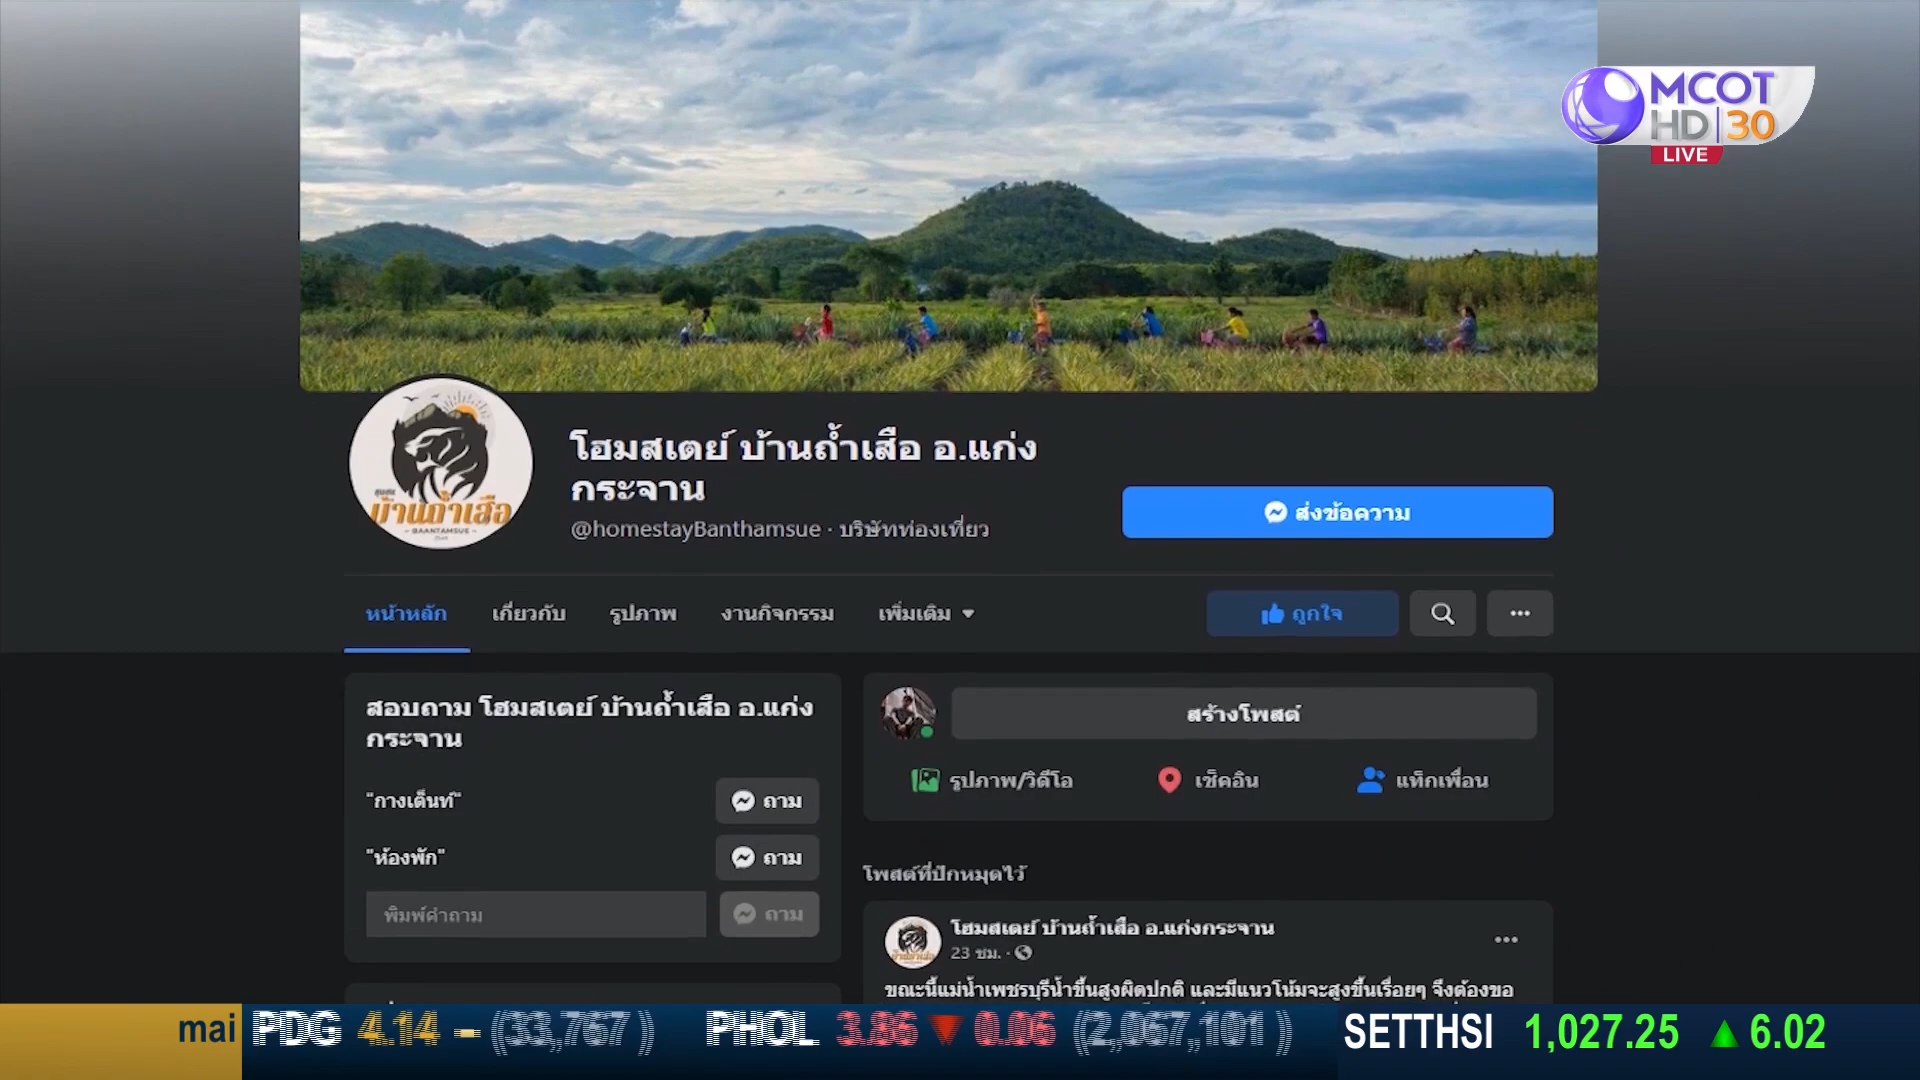 MCOT
HD 30
LIVE
ชุมชน
บ้านถ้ำเสือ
BAANTAMSUE
โฮมสเตย์ บ้านถ้ำเสือ อ.แก่ง
กระจาน
@homestayBanthamsue · บริษัทท่องเที่ยว
ส่งข้อความ
หน้าหลัก เกี่ยวกับ รูปภาพ งานกิจกรรม เพิ่มเติม
ถูกใจ
สอบถาม โฮมสเตย์ บ้านถ้ำเสือ อ.แก่ง
กระจาน
"กางเต็นท์" ถาม
"ห้องพัก" ถาม
พิมพ์คำถาม ถาม
สร้างโพสต์
รูปภาพ/วิดีโอ เช็คอิน แท็กเพื่อน
โพสต์ที่ปักหมุดไว้
โฮมสเตย์ บ้านถ้ำเสือ อ.แก่งกระจาน
23 ชม. ·
ขณะนี้แม่น้ำเพชรบุรีน้ำขึ้นสูงผิดปกติ และมีแนวโน้มจะสูงขึ้นเรื่อยๆ จึงต้องขอ
mai PDG 4.14 – (33,767) PHOL 3.86 ▼ 0.06 (2,067,101) SETTHSI 1,027.25 ▲ 6.02